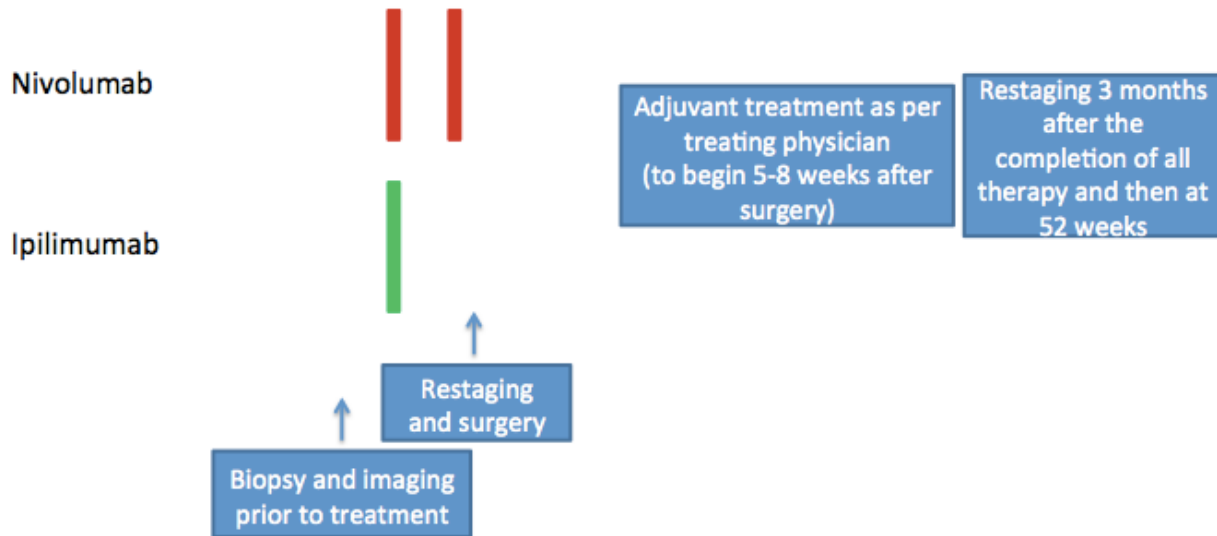 Nivolumab
Ipilimumab
Adjuvant treatment as per
treating physician
(to begin 5-8 weeks after
surgery)
Restaging 3 months
after the
completion of all
therapy and then at
52 weeks
Restaging
and surgery
Biopsy and imaging
prior to treatment